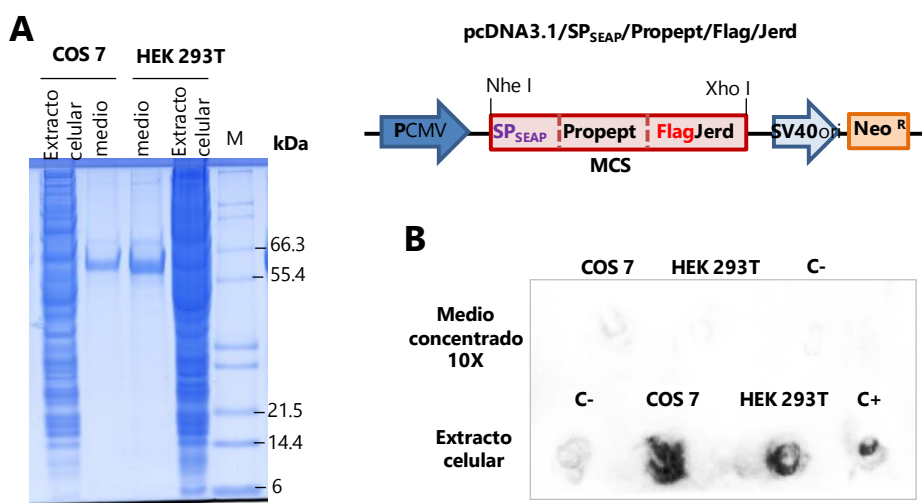 A
COS 7
HEK 293T
Extracto
celular
medio
medio
Extracto
celular
M
kDa
66.3
55.4
21.5
14.4
6
pcDNA3.1/SPSEAP/Propept/Flag/Jerd
Nhe I
Xho I
PCMV
SPSEAP
Propept
FlagJerd
SV40ori
Neo R
MCS
B
COS 7
HEK 293T
C-
Medio
concentrado
10X
C-
COS 7
HEK 293T
C+
Extracto
celular